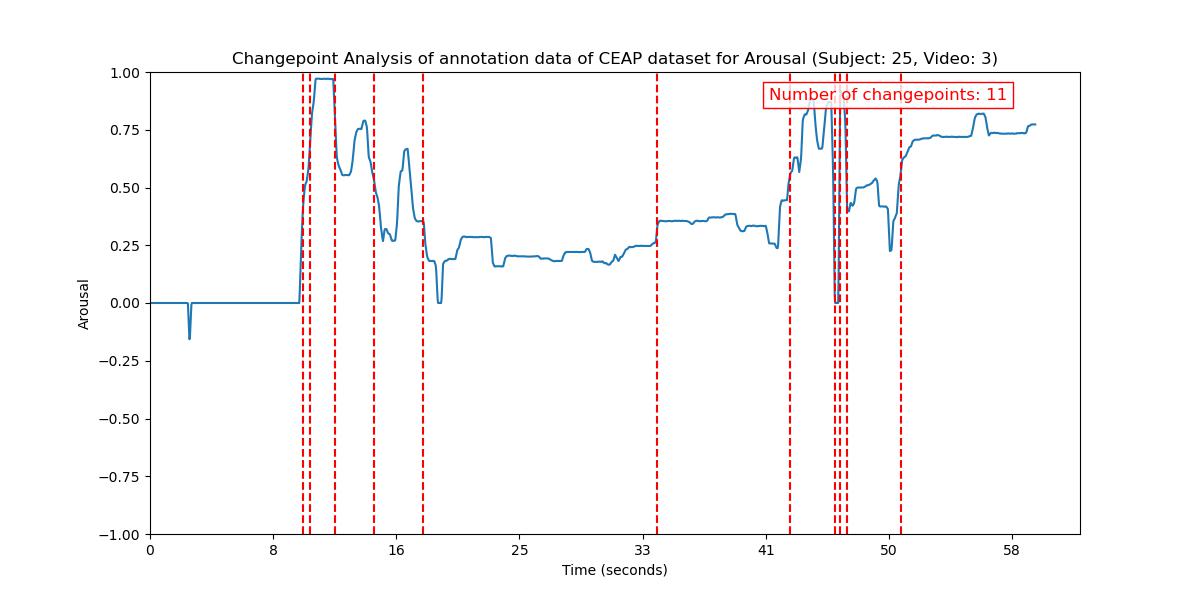 Changepoint Analysis of annotation data of CEAP dataset for Arousal (Subject: 25, Video: 3)
Number of changepoints: 11
1.00
0.75
0.50
0.25
0.00
−0.25
−0.50
−0.75
−1.00
Arousal
0 8 16 25 33 41 50 58
Time (seconds)